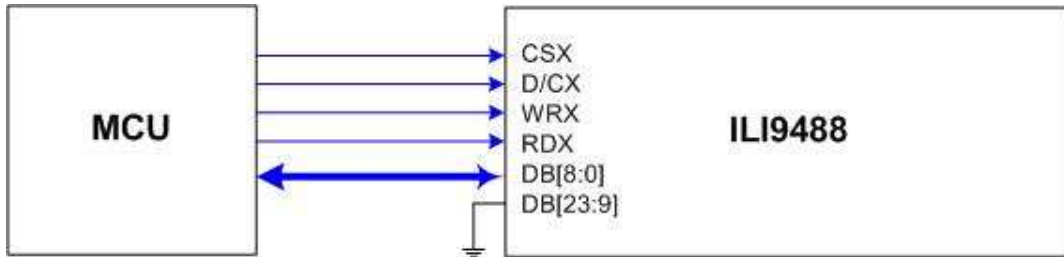 MCU
CSX
D/CX
WRX
RDX
DB[8:0]
DB[23:9]
ILI9488